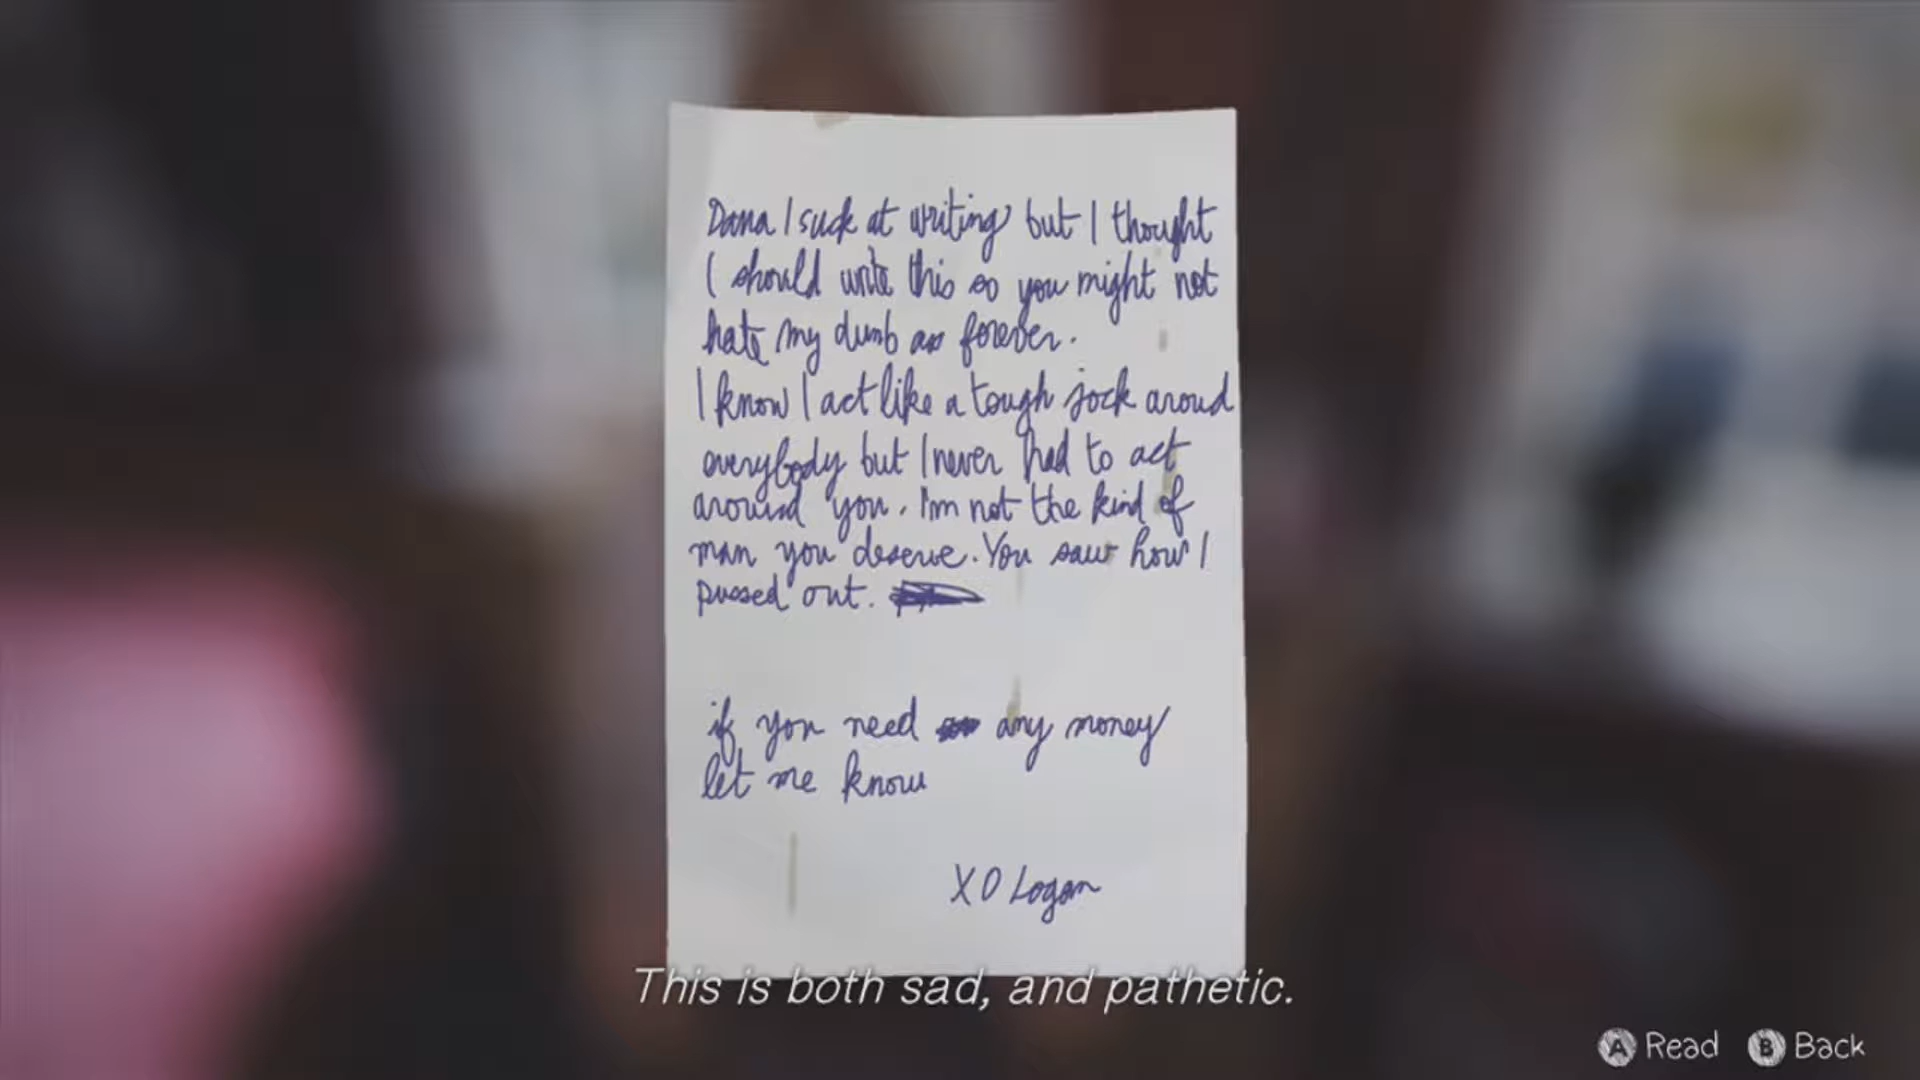 Dana I suck at writing but I thought
I should write this so you might not
hate my dumb ass forever.
I know I act like a tough jock aroud
everybody but I never had to act
around you. I'm not the kind of
man you deserve. You saw how I
pussed out.
if you need any money
let me know
XO Logan
This is both sad, and pathetic.
A Read B Back